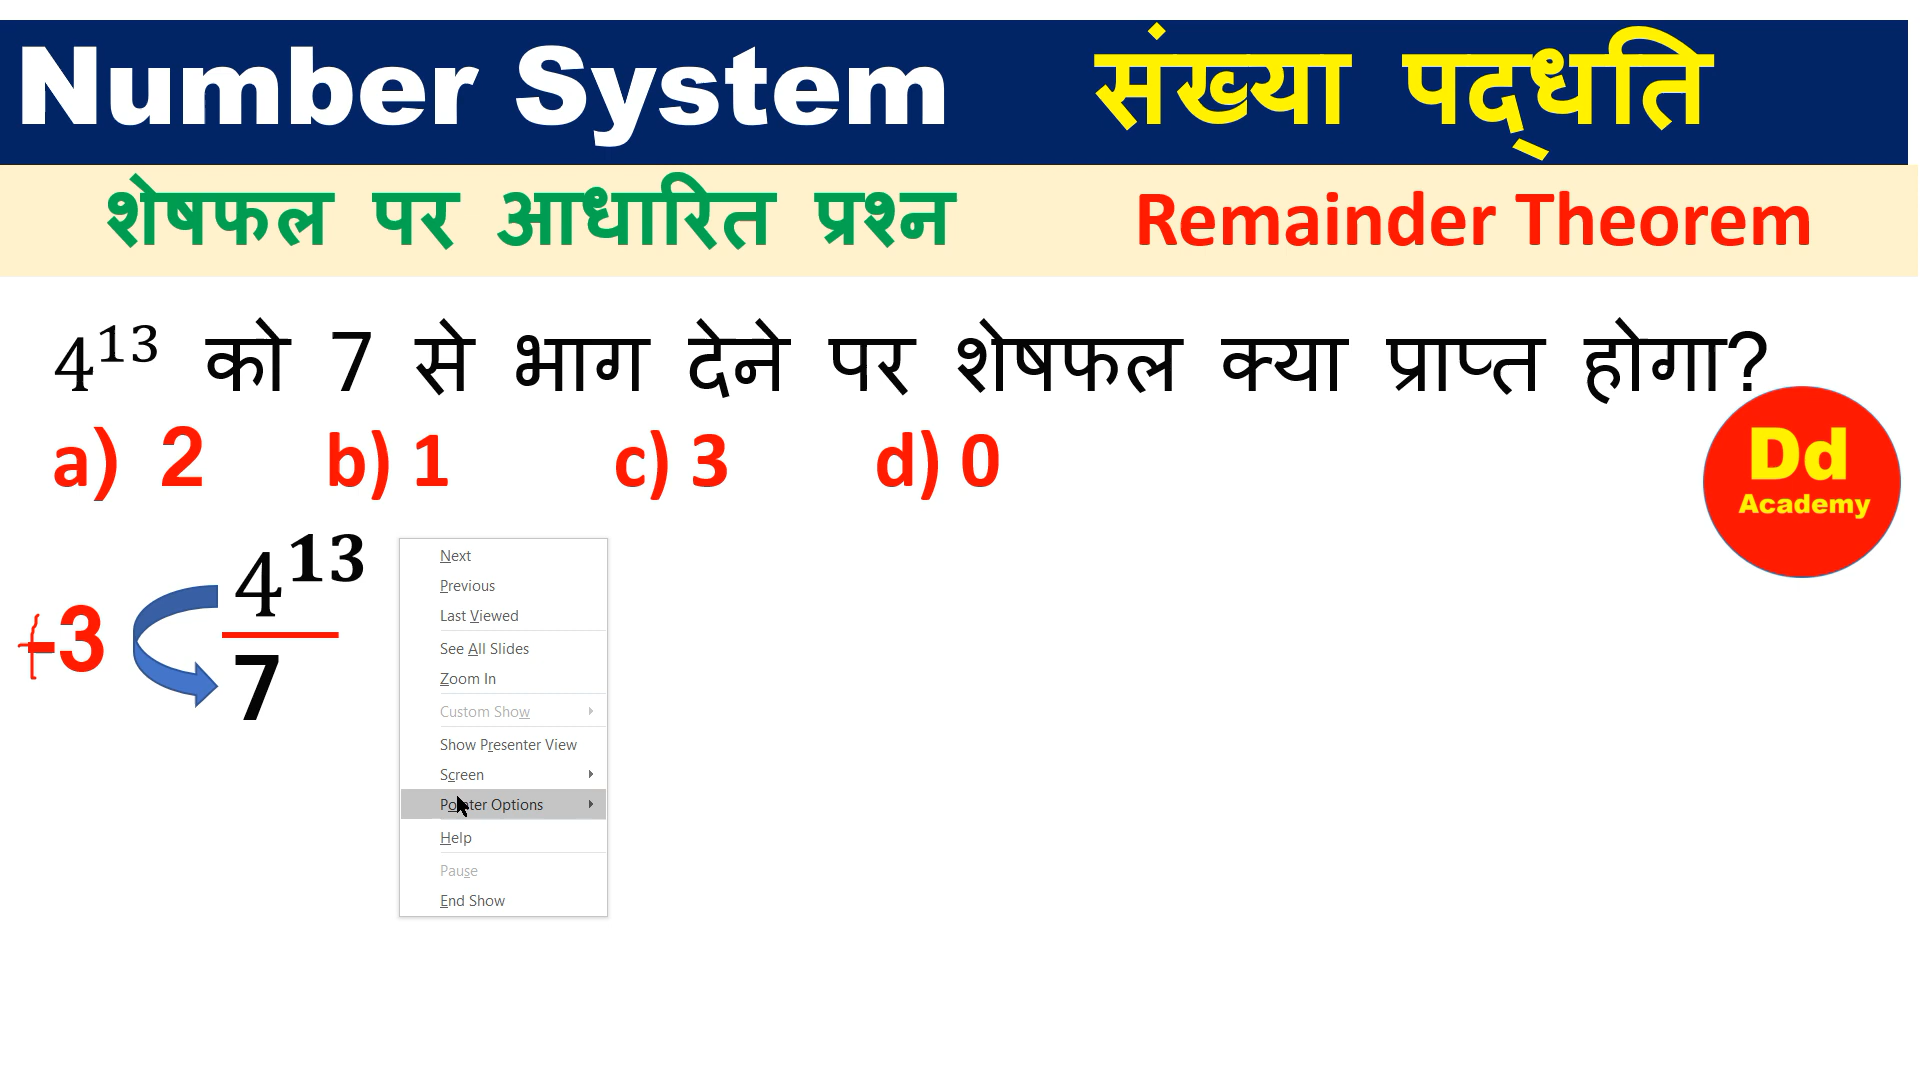 Number System संख्या पद्धति
शेषफल पर आधारित प्रश्न Remainder Theorem
4¹³ को 7 से भाग देने पर शेषफल क्या प्राप्त होगा?
a) 2 b) 1 c) 3 d) 0
Dd
Academy
4¹³
-3
7
Next
Previous
Last Viewed
See All Slides
Zoom In
Custom Show
Show Presenter View
Screen
Pointer Options
Help
Pause
End Show